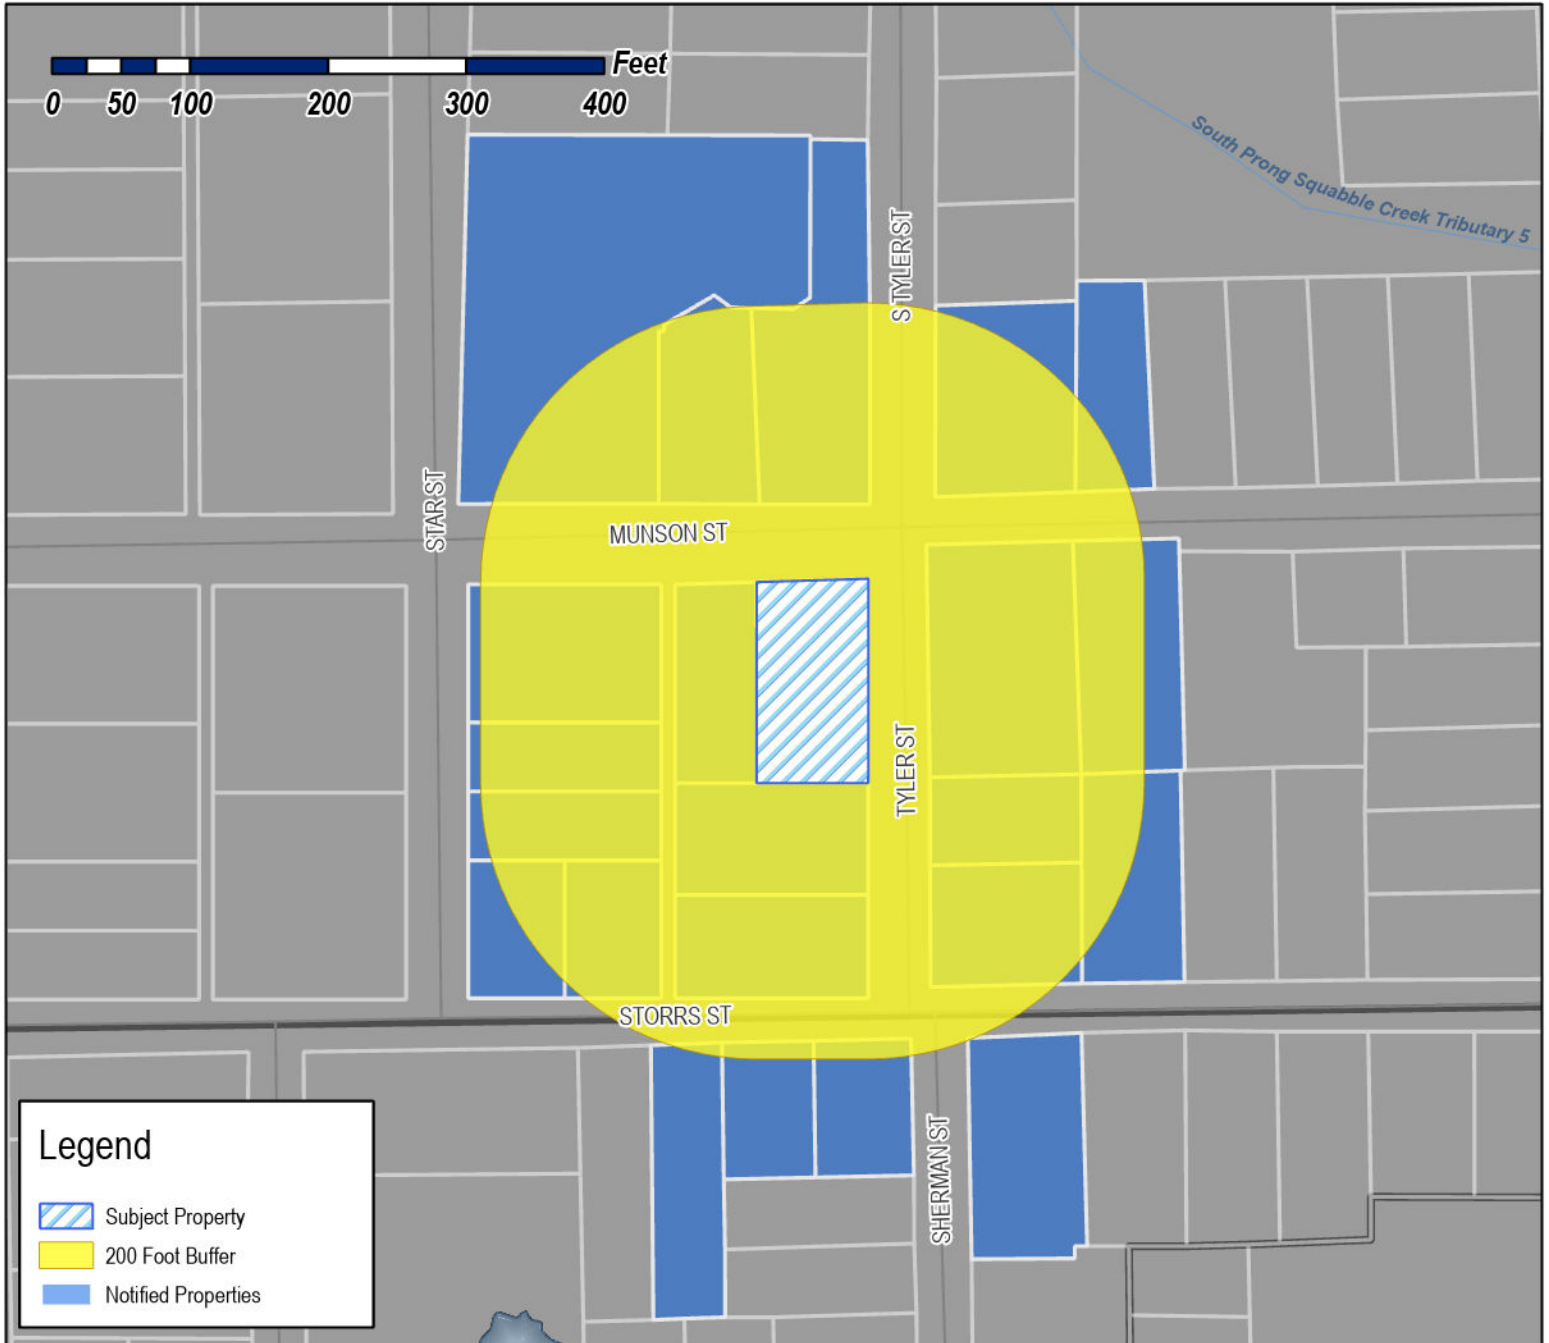 Feet
0 50 100 200 300 400
South Prong Squabble Creek Tributary 5
S TYLER ST
STAR ST
MUNSON ST
TYLER ST
STORRS ST
SHERMAN ST
Legend
Subject Property
200 Foot Buffer
Notified Properties